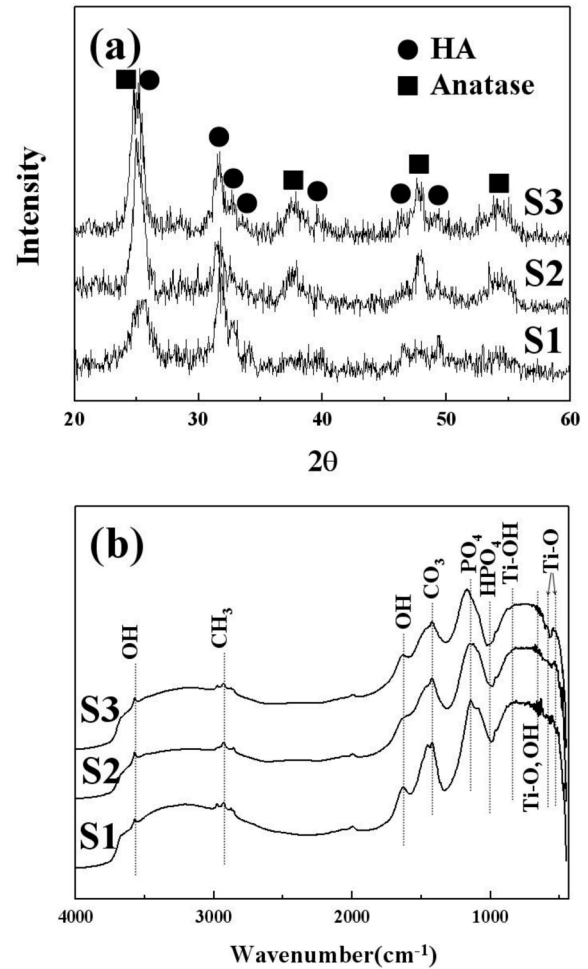 (a)
HA
Anatase
Intensity
S3
S2
S1
20 30 40 50 60
2θ
(b)
OH
CH₃
OH
CO₃
PO₄
HPO₄
Ti-OH
Ti-O
Ti-O, OH
S3
S2
S1
4000 3000 2000 1000
Wavenumber(cm⁻¹)